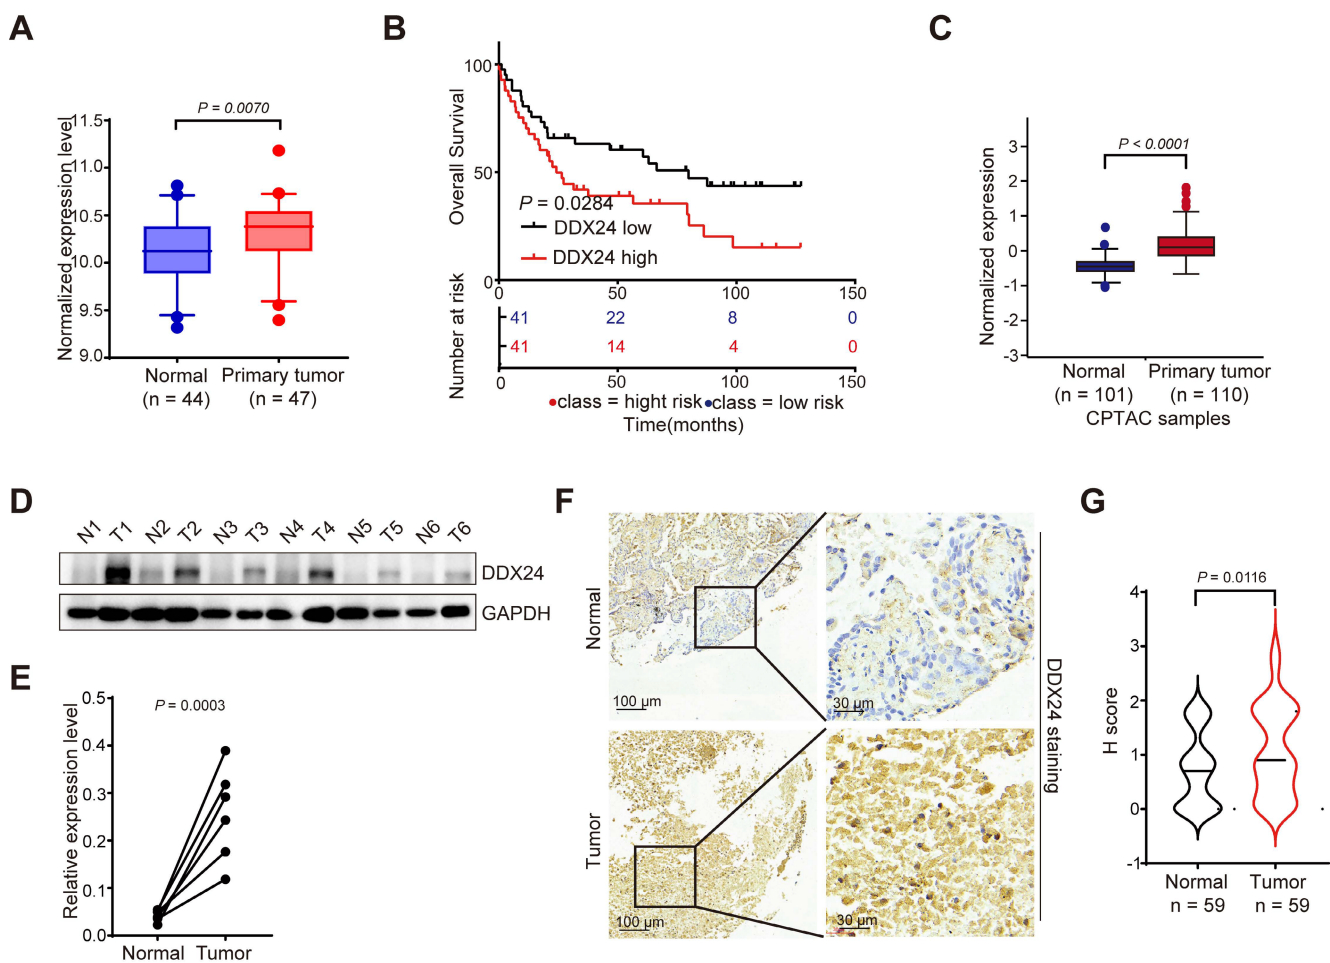 A
P = 0.0070
Normalized expression level
11.5
11.0
10.5
10.0
9.5
9.0
Normal
(n = 44)
Primary tumor
(n = 47)
B
Overall Survival
100
50
0
P = 0.0284
DDX24 low
DDX24 high
0
50
100
150
Number at risk
41
22
8
0
41
14
4
0
0
50
100
150
class = hight risk
class = low risk
Time(months)
C
P < 0.0001
Normalized expression
3
2
1
0
-1
-2
-3
Normal
(n = 101)
Primary tumor
(n = 110)
CPTAC samples
D
N1 T1 N2 T2 N3 T3 N4 T4 N5 T5 N6 T6
DDX24
GAPDH
E
P = 0.0003
Relative expression level
0.5
0.4
0.3
0.2
0.1
0.0
Normal
Tumor
F
Normal
100 μm
30 μm
Tumor
100 μm
30 μm
DDX24 staining
G
P = 0.0116
H score
4
3
2
1
0
-1
Normal
n = 59
Tumor
n = 59